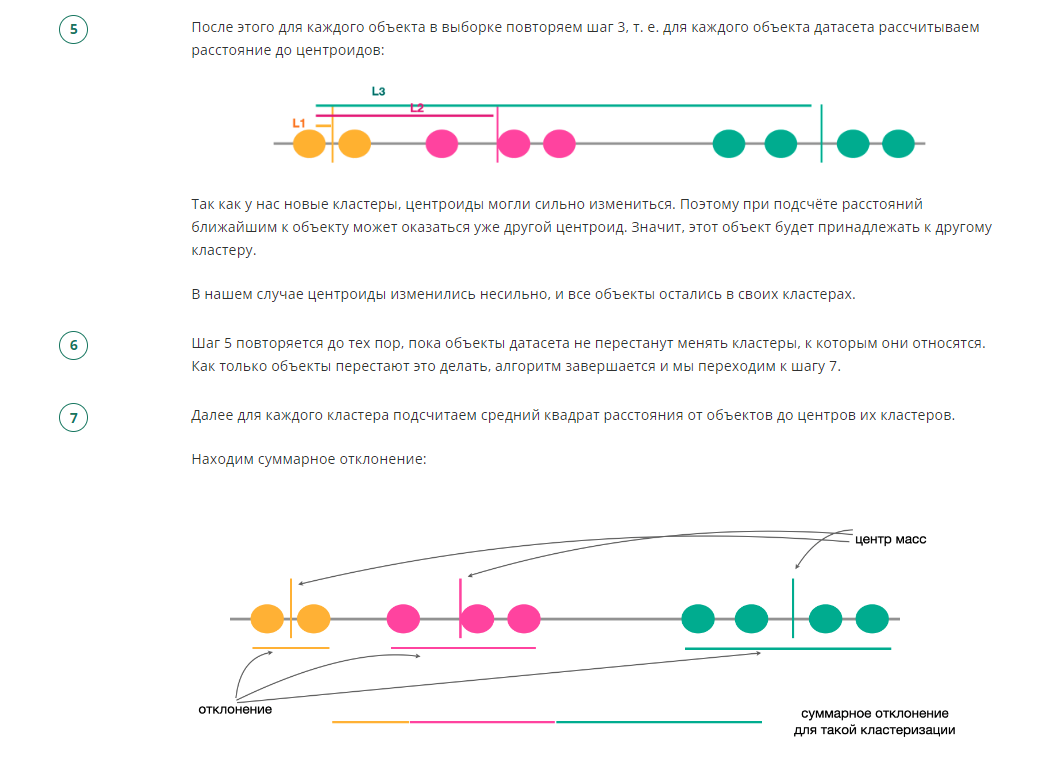 5
После этого для каждого объекта в выборке повторяем шаг 3, т. е. для каждого объекта датасета рассчитываем
расстояние до центроидов:
L3
L2
L1
Так как у нас новые кластеры, центроиды могли сильно измениться. Поэтому при подсчёте расстояний
ближайшим к объекту может оказаться уже другой центроид. Значит, этот объект будет принадлежать к другому
кластеру.
В нашем случае центроиды изменились несильно, и все объекты остались в своих кластерах.
6
Шаг 5 повторяется до тех пор, пока объекты датасета не перестанут менять кластеры, к которым они относятся.
Как только объекты перестают это делать, алгоритм завершается и мы переходим к шагу 7.
7
Далее для каждого кластера подсчитаем средний квадрат расстояния от объектов до центров их кластеров.
Находим суммарное отклонение:
центр масс
отклонение
суммарное отклонение
для такой кластеризации